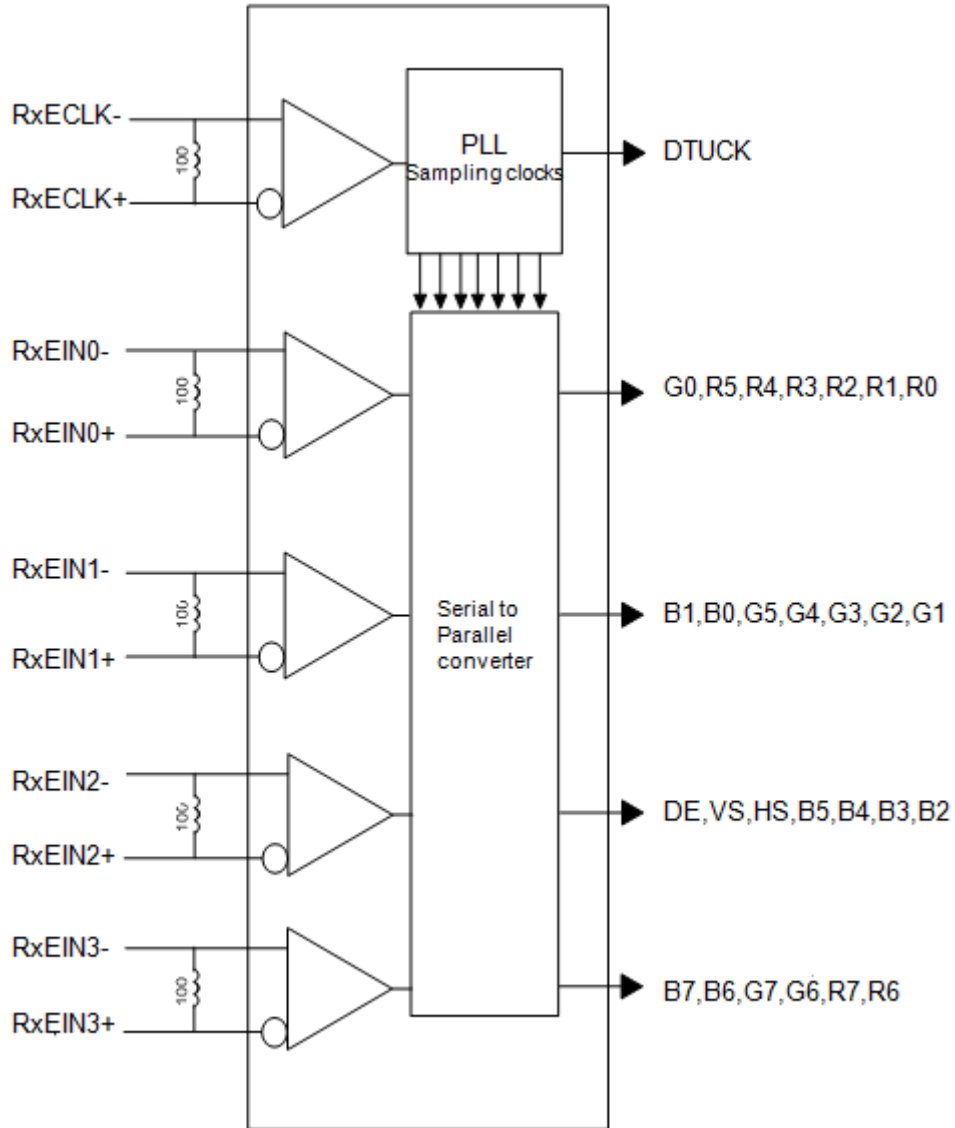 RxECLK-
100
RxECLK+
PLL
Sampling clocks
DTUCK
RxEIN0-
100
RxEIN0+
G0,R5,R4,R3,R2,R1,R0
RxEIN1-
100
RxEIN1+
Serial to
Parallel
converter
B1,B0,G5,G4,G3,G2,G1
RxEIN2-
100
RxEIN2+
DE,VS,HS,B5,B4,B3,B2
RxEIN3-
100
RxEIN3+
B7,B6,G7,G6,R7,R6